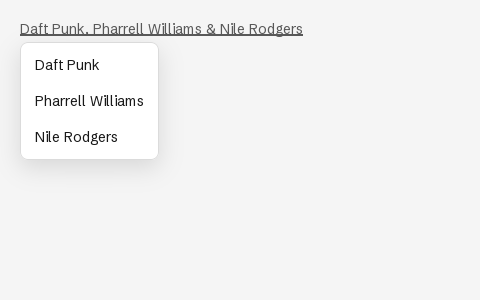 Daft Punk, Pharrell Williams & Nile Rodgers
Daft Punk
Pharrell Williams
Nile Rodgers